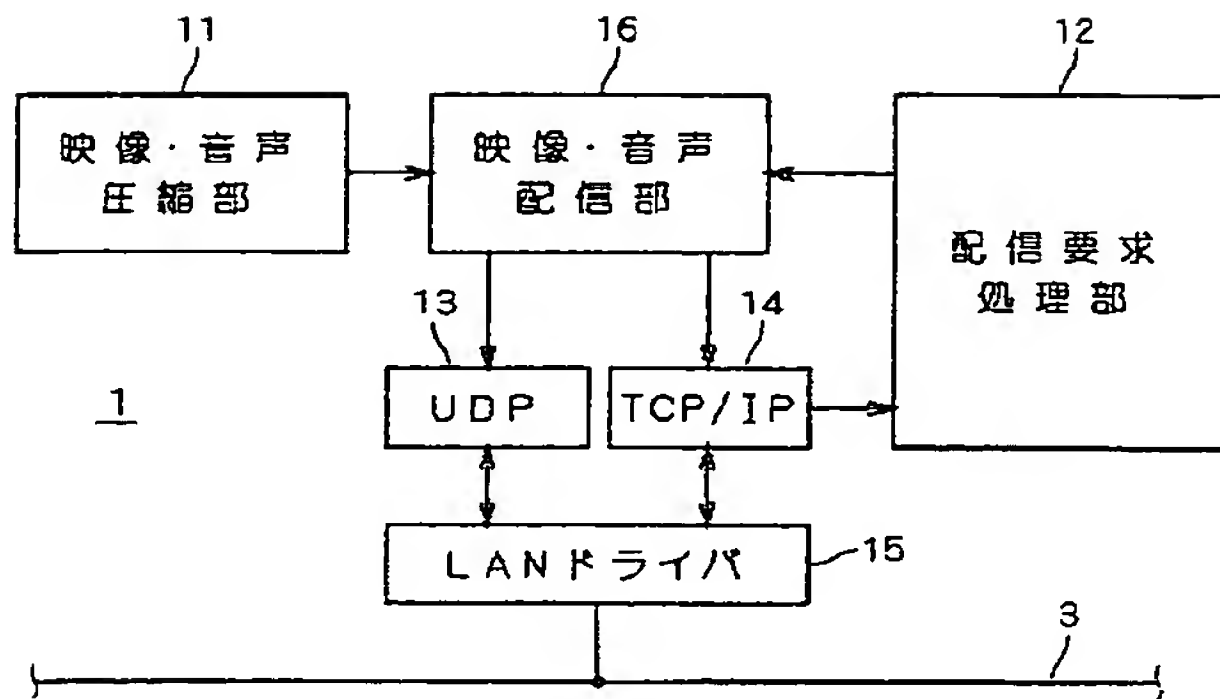 11
16
12
映像・音声
圧縮部
映像・音声
配信部
配信要求
処理部
13
14
1
UDP
TCP/IP
LANドライバ
15
3